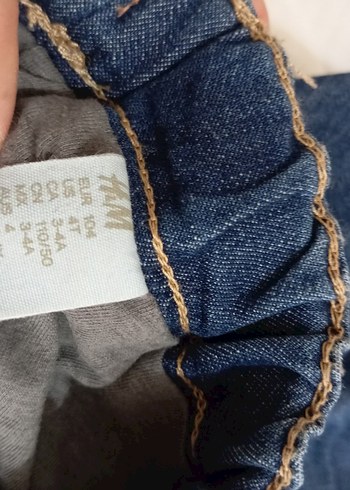 H&M
EUR 104
US 4T
CA 3-4A
CN 110/50
MX 3-4A
AUS 4